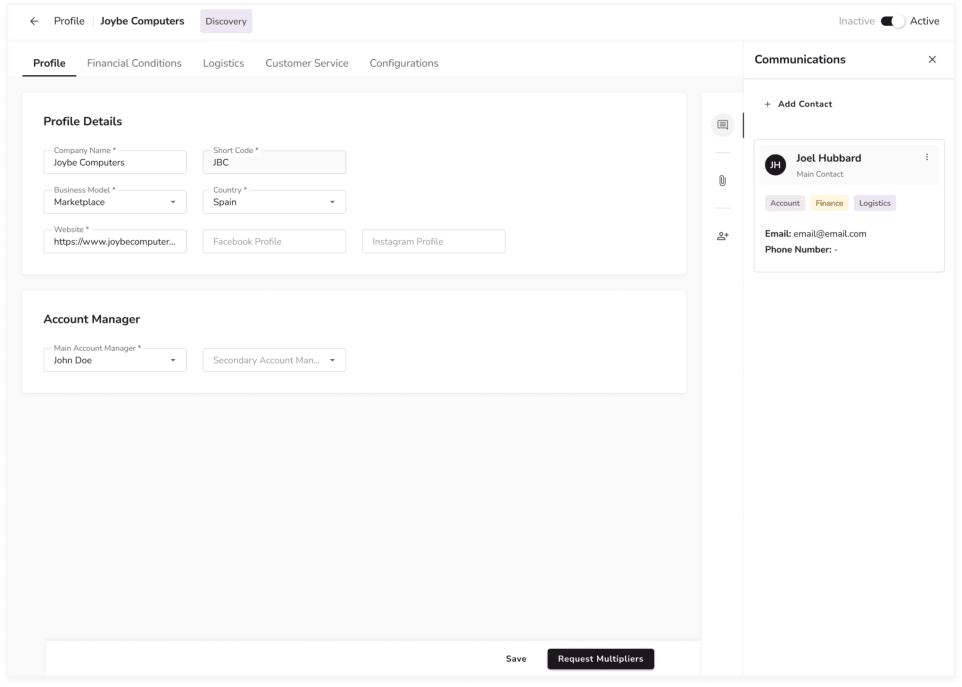 Profile Joybe Computers Discovery Inactive Active
Profile Financial Conditions Logistics Customer Service Configurations
Profile Details
Company Name *
Joybe Computers
Short Code *
JBC
Business Model *
Marketplace
Country *
Spain
Website *
https://www.joybecomputer...
Facebook Profile
Instagram Profile
Account Manager
Main Account Manager *
John Doe
Secondary Account Man...
Save
Request Multipliers
Communications
+ Add Contact
JH
Joel Hubbard
Main Contact
Account Finance Logistics
Email: email@email.com
Phone Number: -